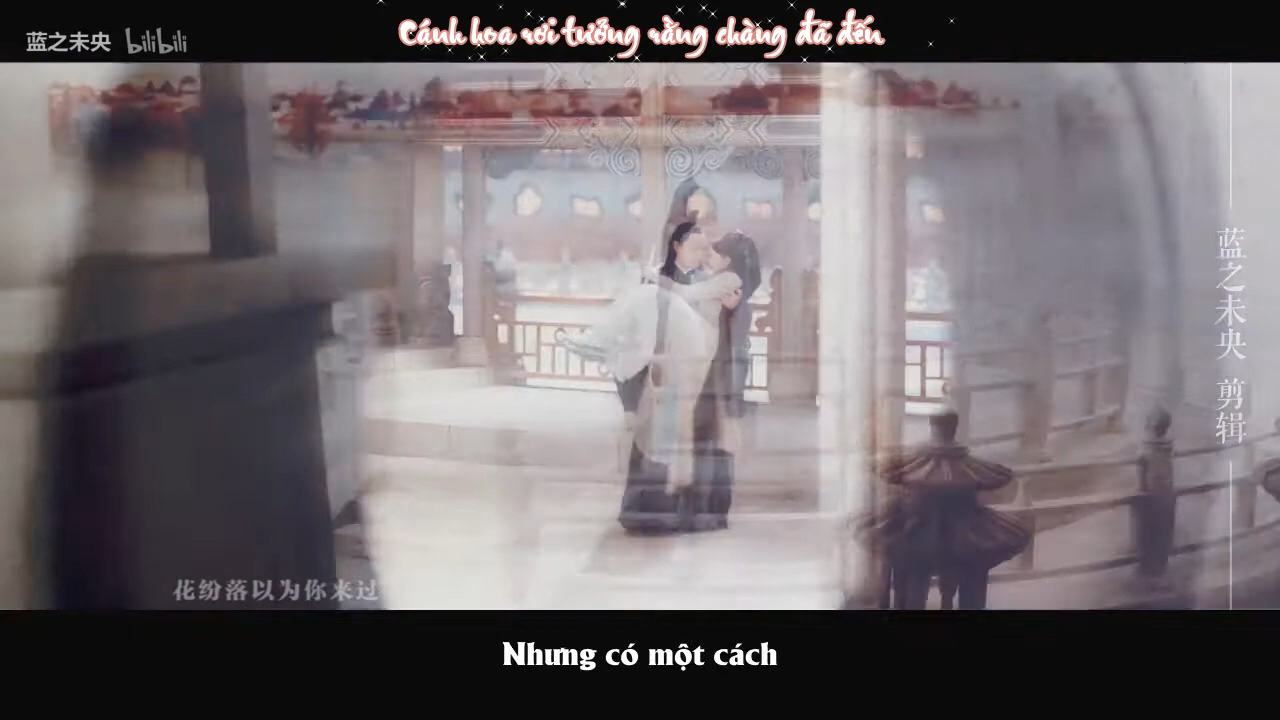 蓝之未央 bilibili
Cánh hoa rơi tưởng rằng chàng đã đến
蓝之未央 剪辑
花纷落以为你来过
Nhưng có một cách